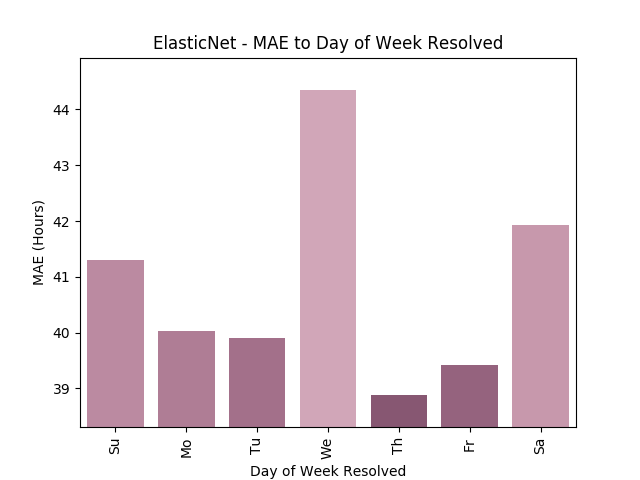 ElasticNet - MAE to Day of Week Resolved
44
43
42
41
40
39
MAE (Hours)
Su
Mo
Tu
We
Th
Fr
Sa
Day of Week Resolved